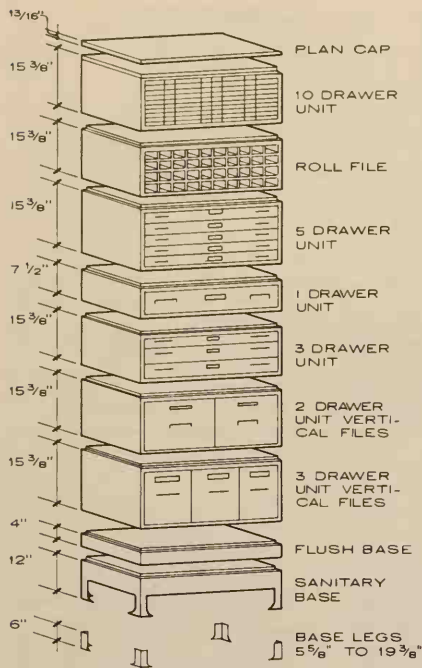 13/16"
PLAN CAP
15 3/8"
10 DRAWER
UNIT
15 3/8"
ROLL FILE
15 3/8"
5 DRAWER
UNIT
7 1/2"
1 DRAWER
UNIT
15 3/8"
3 DRAWER
UNIT
15 3/8"
2 DRAWER
UNIT VERTI-
CAL FILES
15 3/8"
3 DRAWER
UNIT VERTI-
CAL FILES
4"
FLUSH BASE
12"
SANITARY
BASE
6"
BASE LEGS
5 5/8" TO 19 3/8"